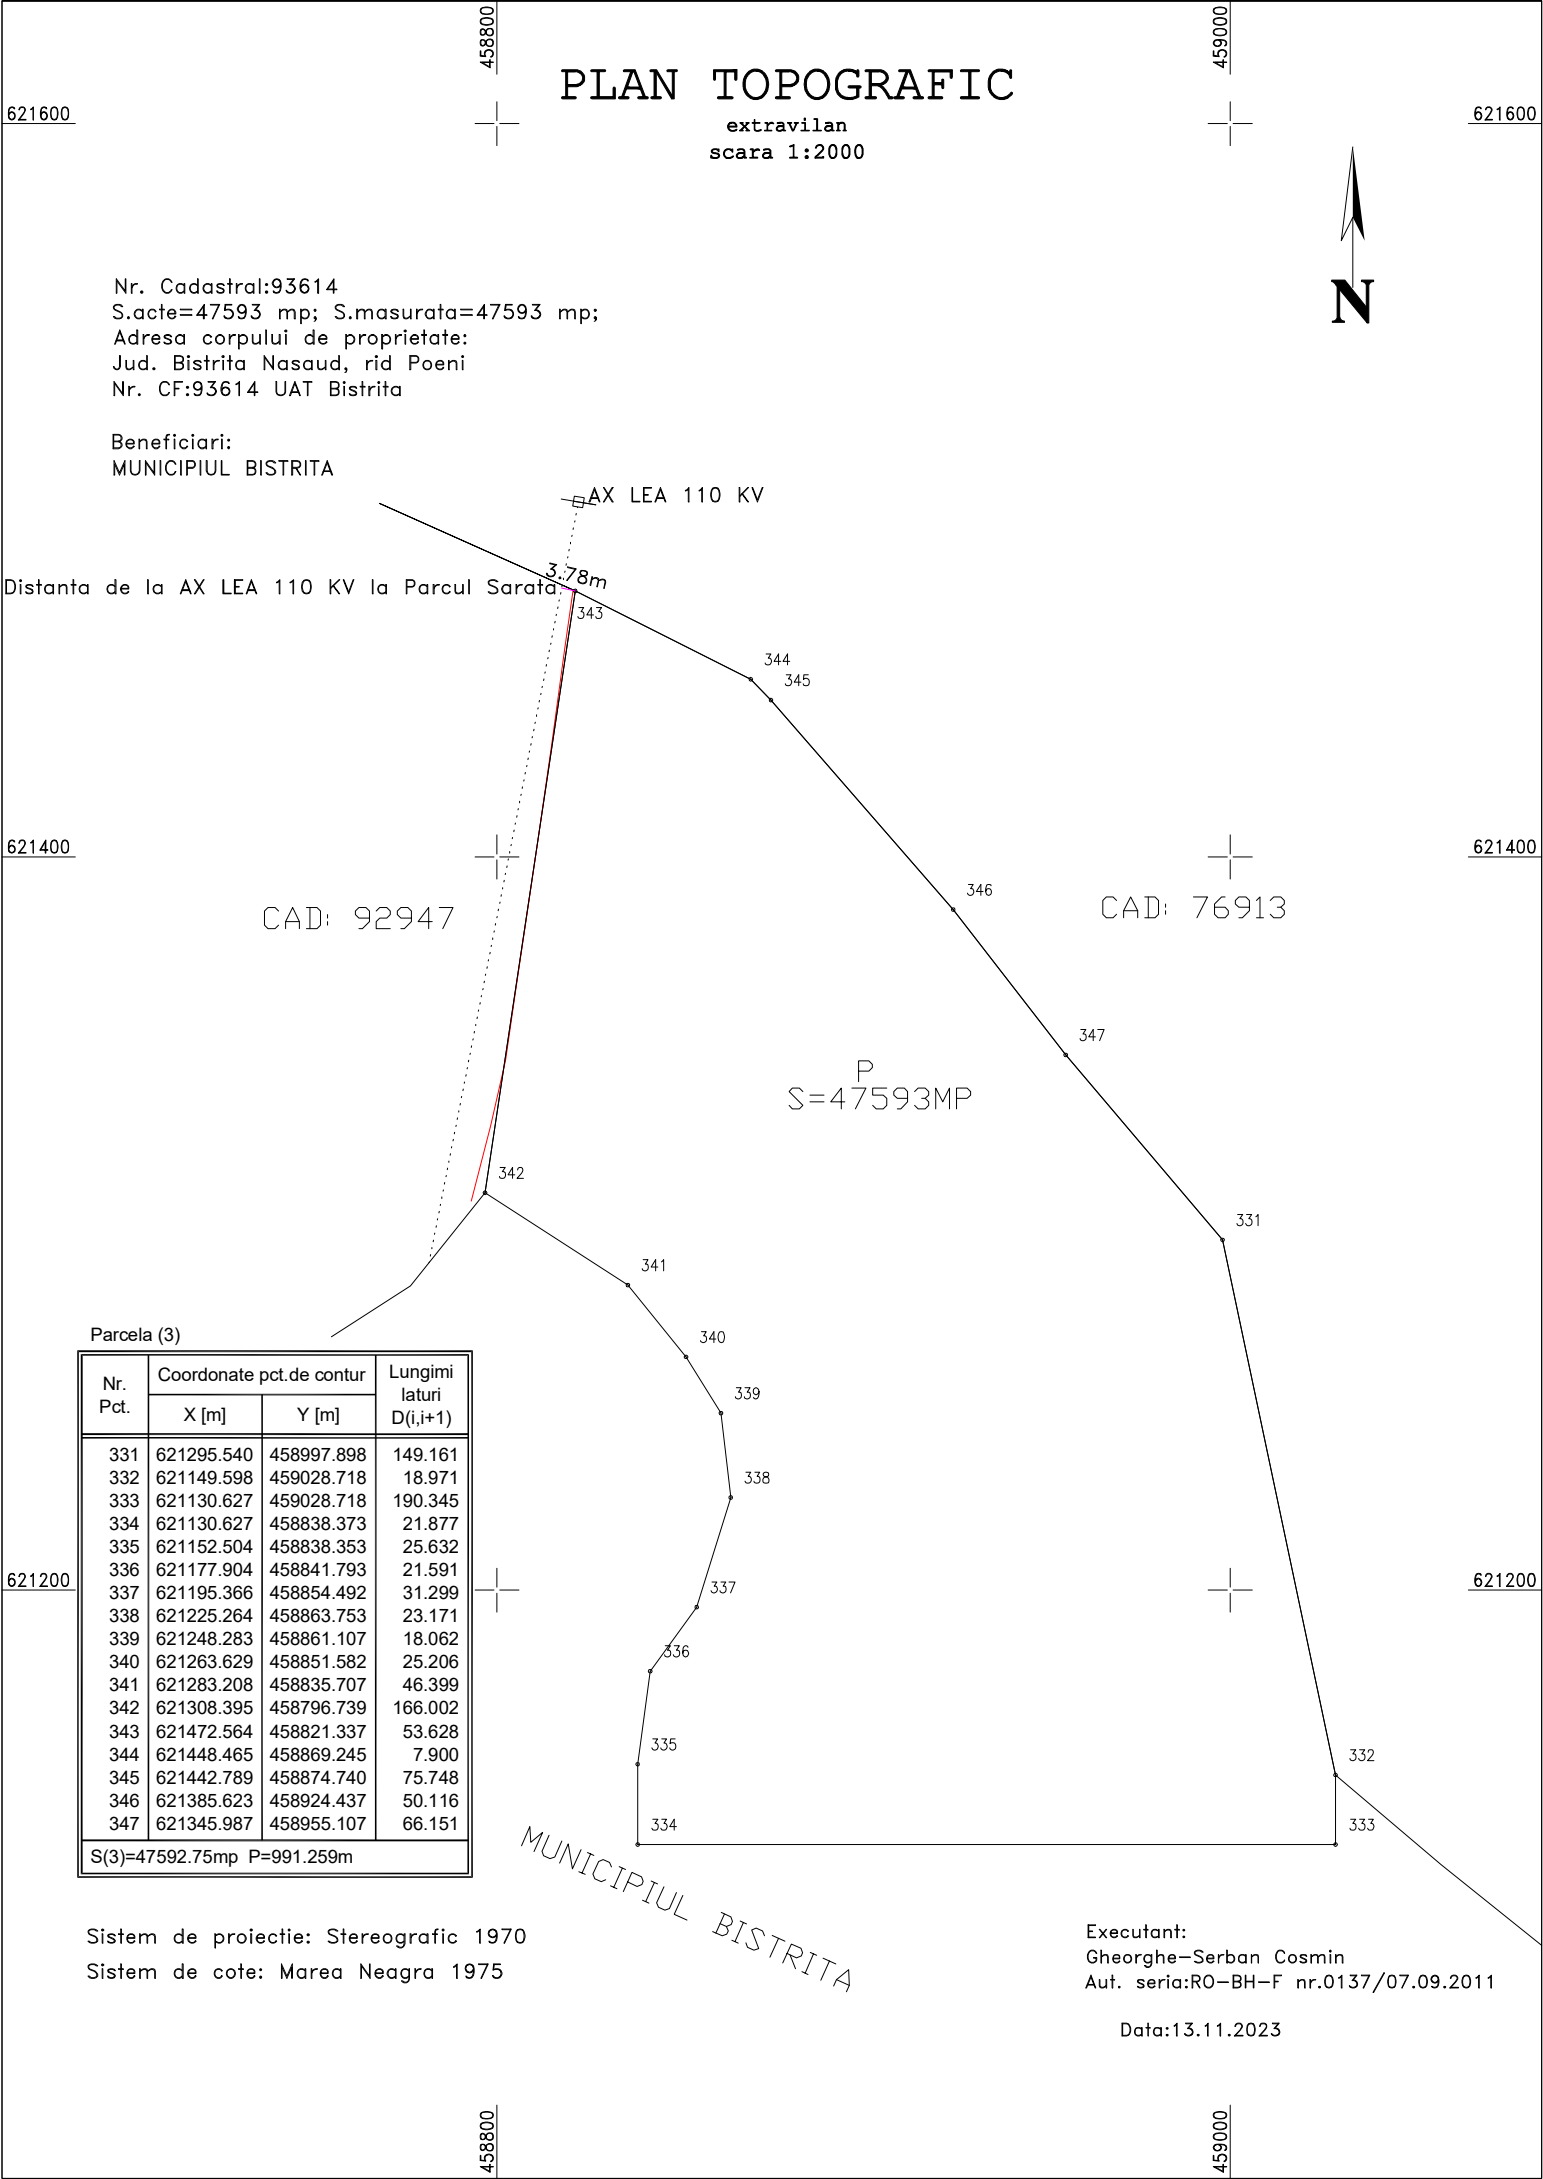 458800
459000
PLAN TOPOGRAFIC
extravilan
scara 1:2000
621600
621600
N
Nr. Cadastral:93614
S.acte=47593 mp; S.masurata=47593 mp;
Adresa corpului de proprietate:
Jud. Bistrita Nasaud, rid Poeni
Nr. CF:93614 UAT Bistrita
Beneficiari:
MUNICIPIUL BISTRITA
AX LEA 110 KV
3.78m
Distanta de la AX LEA 110 KV la Parcul Sarata
343
344
345
621400
621400
346
CAD: 92947
CAD: 76913
347
P
S=47593MP
342
331
341
340
339
338
337
336
335
334
332
333
621200
621200
Parcela (3)
Nr. Pct. Coordonate pct.de contur Lungimi laturi D(i,i+1)
X [m] Y [m]
331 621295.540 458997.898 149.161
332 621149.598 459028.718 18.971
333 621130.627 459028.718 190.345
334 621130.627 458838.373 21.877
335 621152.504 458838.353 25.632
336 621177.904 458841.793 21.591
337 621195.366 458854.492 31.299
338 621225.264 458863.753 23.171
339 621248.283 458861.107 18.062
340 621263.629 458851.582 25.206
341 621283.208 458835.707 46.399
342 621308.395 458796.739 166.002
343 621472.564 458821.337 53.628
344 621448.465 458869.245 7.900
345 621442.789 458874.740 75.748
346 621385.623 458924.437 50.116
347 621345.987 458955.107 66.151
S(3)=47592.75mp P=991.259m
MUNICIPIUL BISTRITA
Sistem de proiectie: Stereografic 1970
Sistem de cote: Marea Neagra 1975
Executant:
Gheorghe-Serban Cosmin
Aut. seria:RO-BH-F nr.0137/07.09.2011
Data:13.11.2023
458800
459000